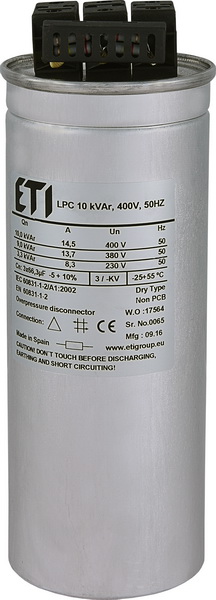 ETI
LPC 10 kVAr, 400V, 50HZ
Qn A Un Hz
10,0 kVAr 14,5 400 V 50
9,0 kVAr 13,7 380 V 50
3,3 kVAr 8,3 230 V 50
Cn: 3x66,3µF -5 + 10% 3 / -KV -25+55 °C
IEC 60831-1-2/A1:2002 Dry Type
EN 60831-1-2 Non PCB
Overpressure disconnector W.O :17564
Sr. No.0065
Made in Spain Mfg : 09.16
CAUTION! DON'T TOUCH BEFORE DISCHARGING,
EARTHING AND SHORT CIRCUITING!
www.etigroup.eu